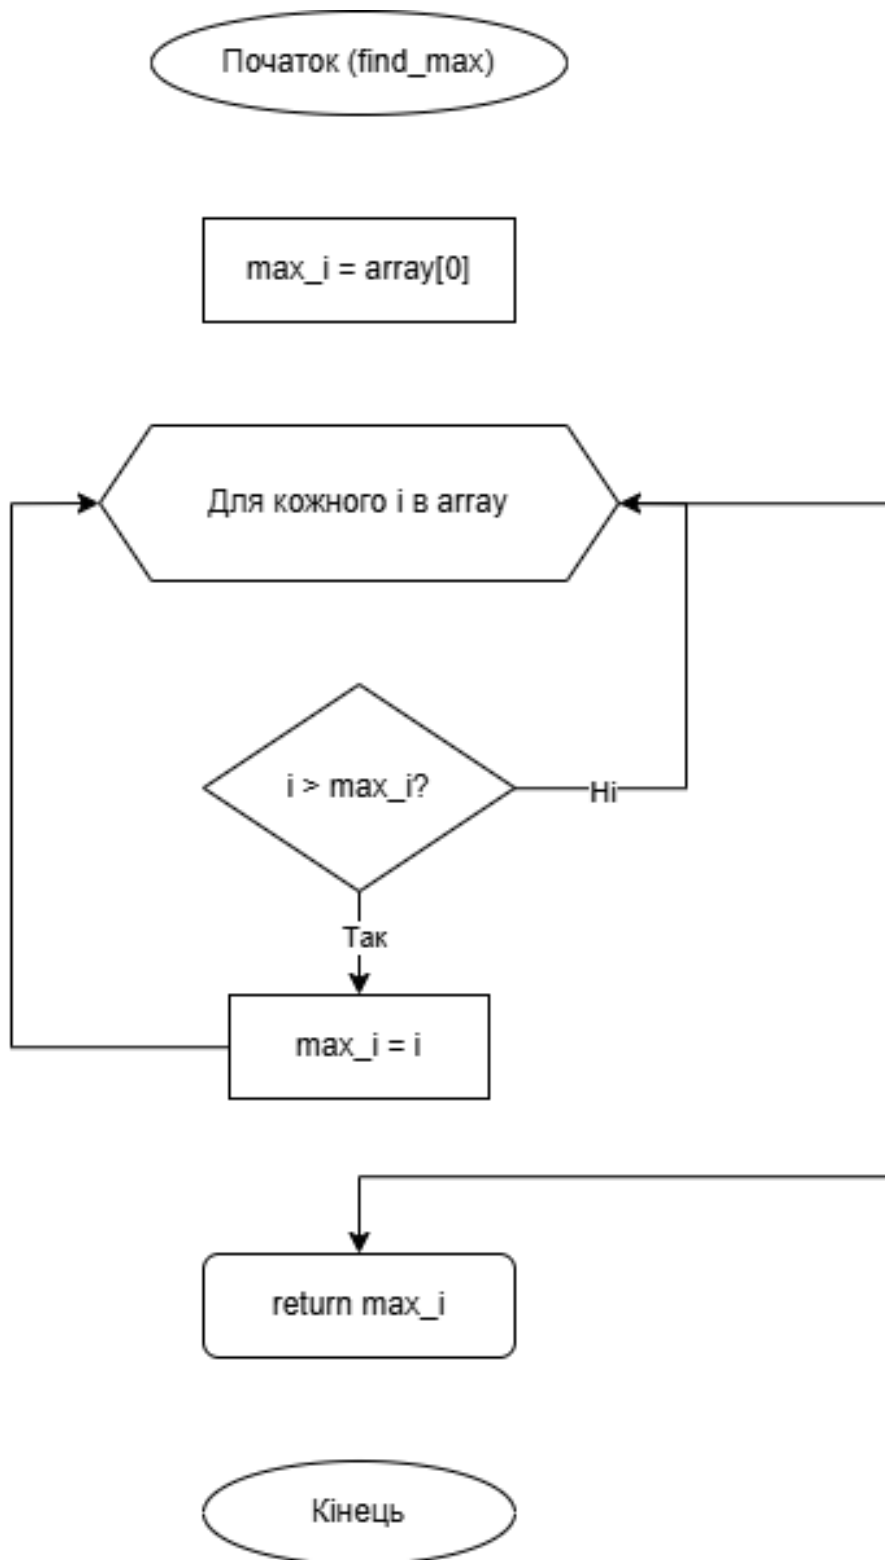 Початок (find_max)
max_i = array[0]
Для кожного i в array
i > max_i?
Ні
Так
max_i = i
return max_i
Кінець